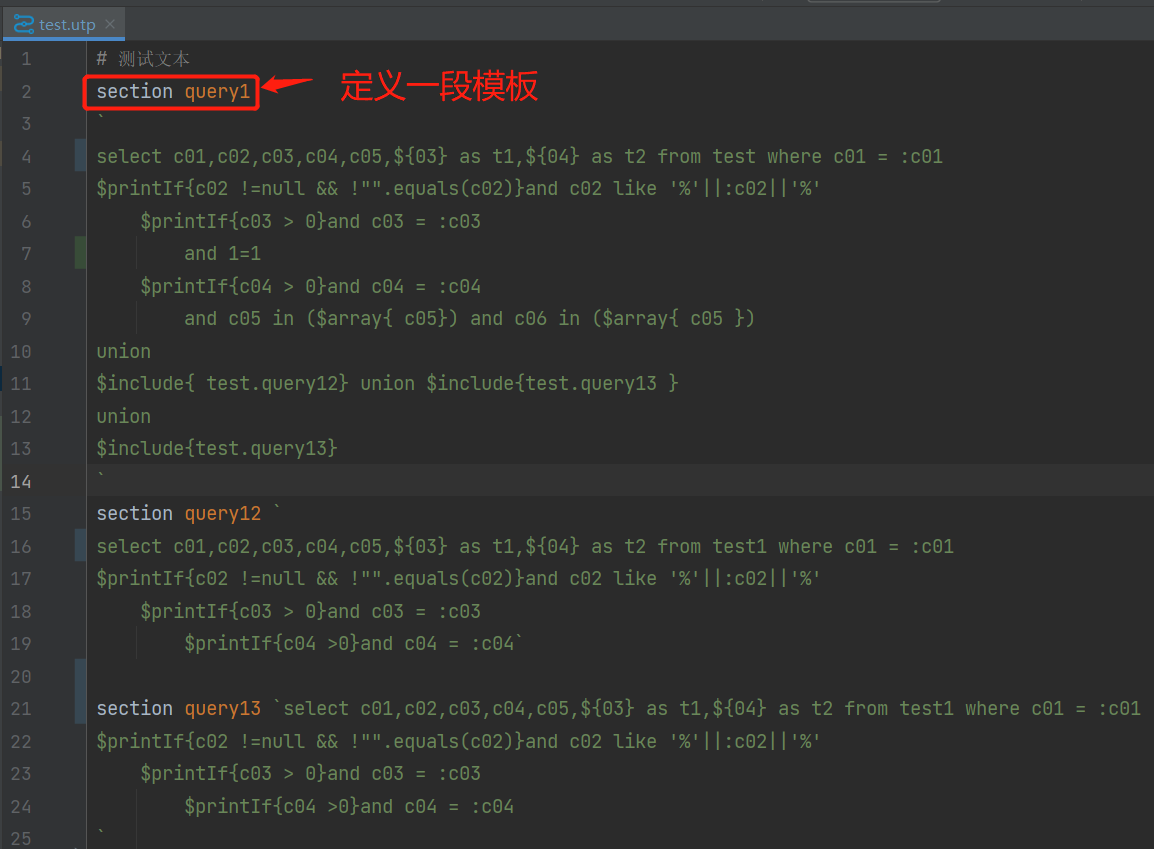 test.utp
1 # 测试文本
2 section query1 定义一段模板
3 `
4 select c01,c02,c03,c04,c05,${03} as t1,${04} as t2 from test where c01 = :c01
5 $printIf{c02 !=null && !"".equals(c02)}and c02 like '%'||:c02||'%'
6     $printIf{c03 > 0}and c03 = :c03
7         and 1=1
8     $printIf{c04 > 0}and c04 = :c04
9         and c05 in ($array{ c05}) and c06 in ($array{ c05 })
10 union
11 $include{ test.query12} union $include{test.query13 }
12 union
13 $include{test.query13}
14 `
15 section query12 `
16 select c01,c02,c03,c04,c05,${03} as t1,${04} as t2 from test1 where c01 = :c01
17 $printIf{c02 !=null && !"".equals(c02)}and c02 like '%'||:c02||'%'
18     $printIf{c03 > 0}and c03 = :c03
19         $printIf{c04 >0}and c04 = :c04`
20
21 section query13 `select c01,c02,c03,c04,c05,${03} as t1,${04} as t2 from test1 where c01 = :c01
22 $printIf{c02 !=null && !"".equals(c02)}and c02 like '%'||:c02||'%'
23     $printIf{c03 > 0}and c03 = :c03
24         $printIf{c04 >0}and c04 = :c04
25 `